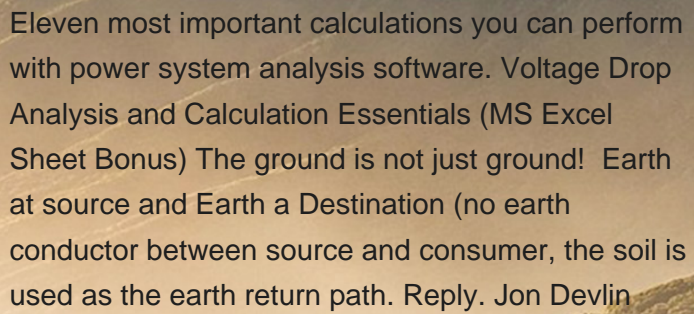 Eleven most important calculations you can perform
with power system analysis software. Voltage Drop
Analysis and Calculation Essentials (MS Excel
Sheet Bonus) The ground is not just ground!  Earth
at source and Earth a Destination (no earth
conductor between source and consumer, the soil is
used as the earth return path. Reply. Jon Devlin